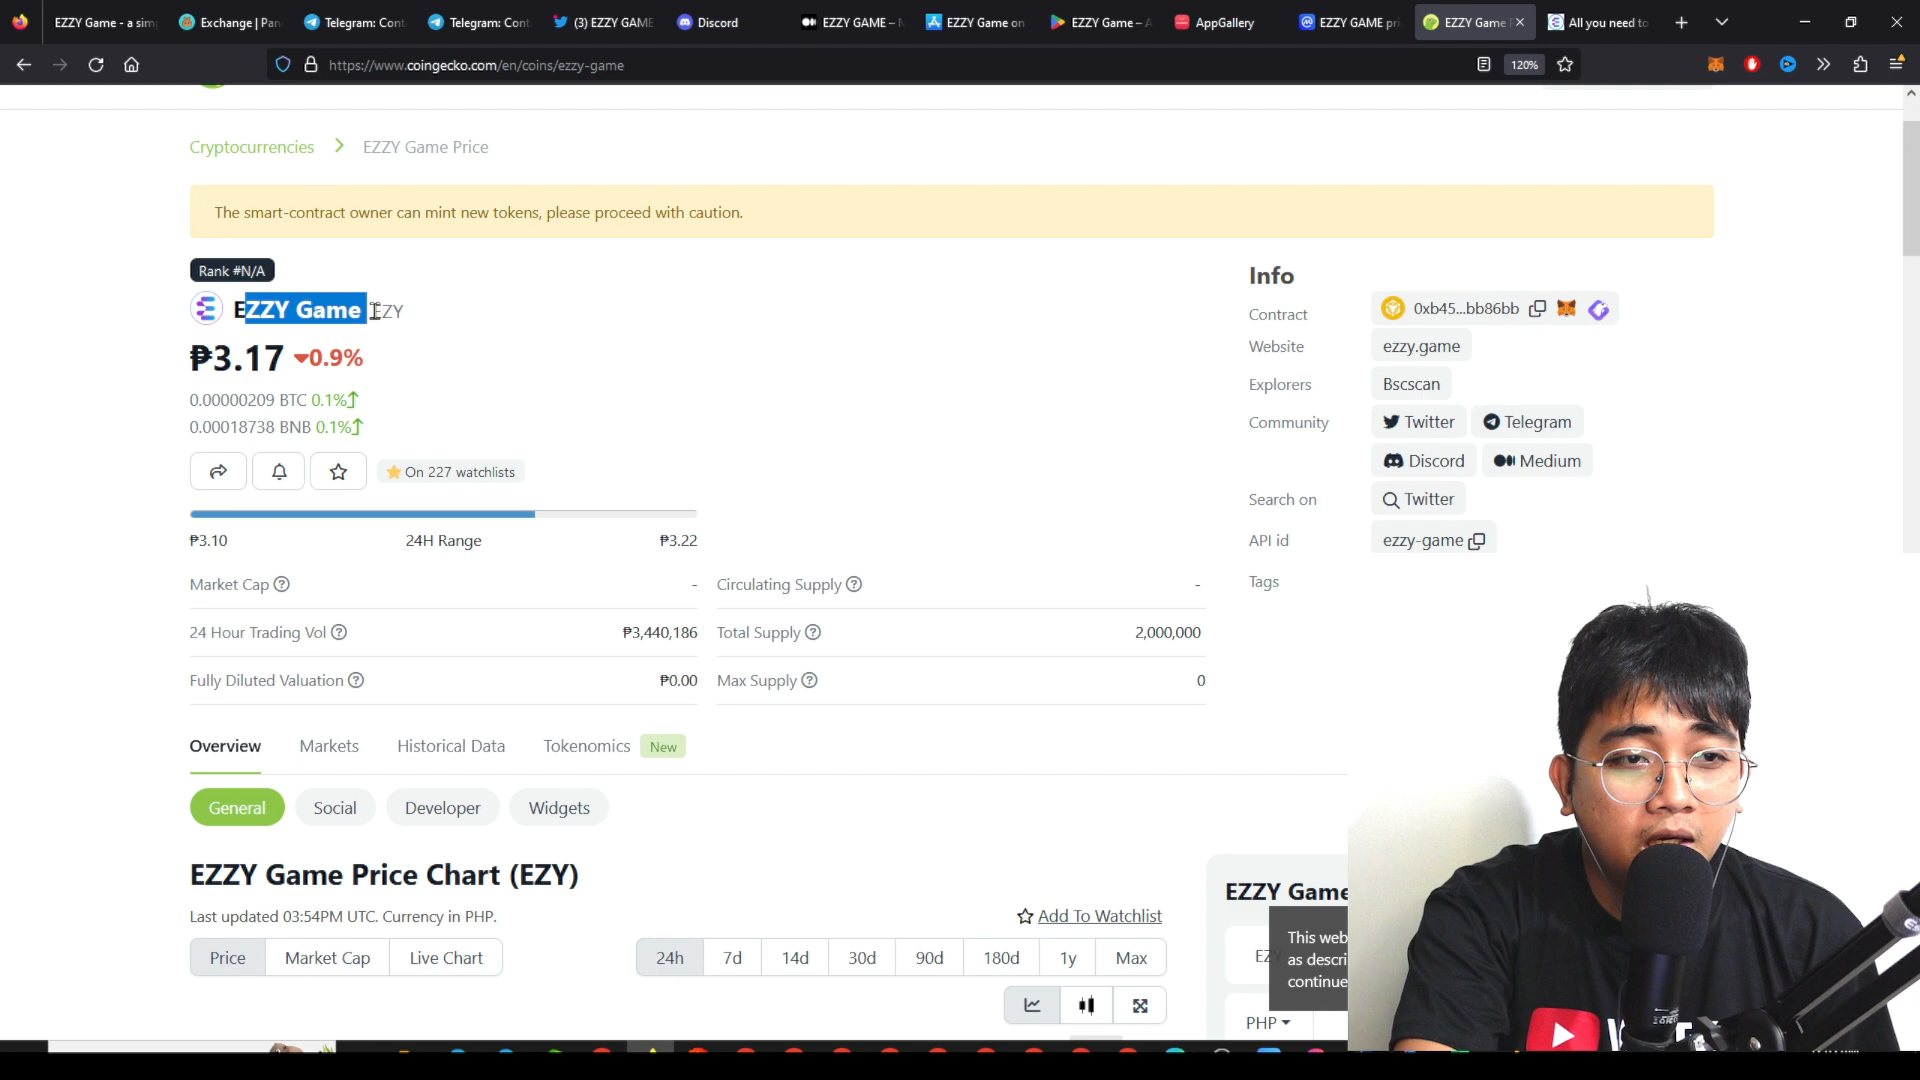 EZZY Game - a sim
Exchange | Pan
Telegram: Cont
Telegram: Cont
(3) EZZY GAME
Discord
EZZY GAME – M
EZZY Game on
EZZY Game – A
AppGallery
EZZY GAME pri
EZZY Game P
All you need to
https://www.coingecko.com/en/coins/ezzy-game
120%
Cryptocurrencies
EZZY Game Price
The smart-contract owner can mint new tokens, please proceed with caution.
Rank #N/A
EZZY Game EZY
₱3.17 0.9%
0.00000209 BTC 0.1%
0.00018738 BNB 0.1%
On 227 watchlists
₱3.10 24H Range ₱3.22
Market Cap -
Circulating Supply -
24 Hour Trading Vol ₱3,440,186
Total Supply 2,000,000
Fully Diluted Valuation ₱0.00
Max Supply 0
Info
Contract 0xb45...bb86bb
Website ezzy.game
Explorers Bscscan
Community Twitter Telegram
Discord Medium
Search on Twitter
API id ezzy-game
Tags
Overview Markets Historical Data Tokenomics New
General Social Developer Widgets
EZZY Game Price Chart (EZY)
Last updated 03:54PM UTC. Currency in PHP.
Add To Watchlist
Price Market Cap Live Chart
24h 7d 14d 30d 90d 180d 1y Max
EZZY Game
This web
as descri
continue
PHP